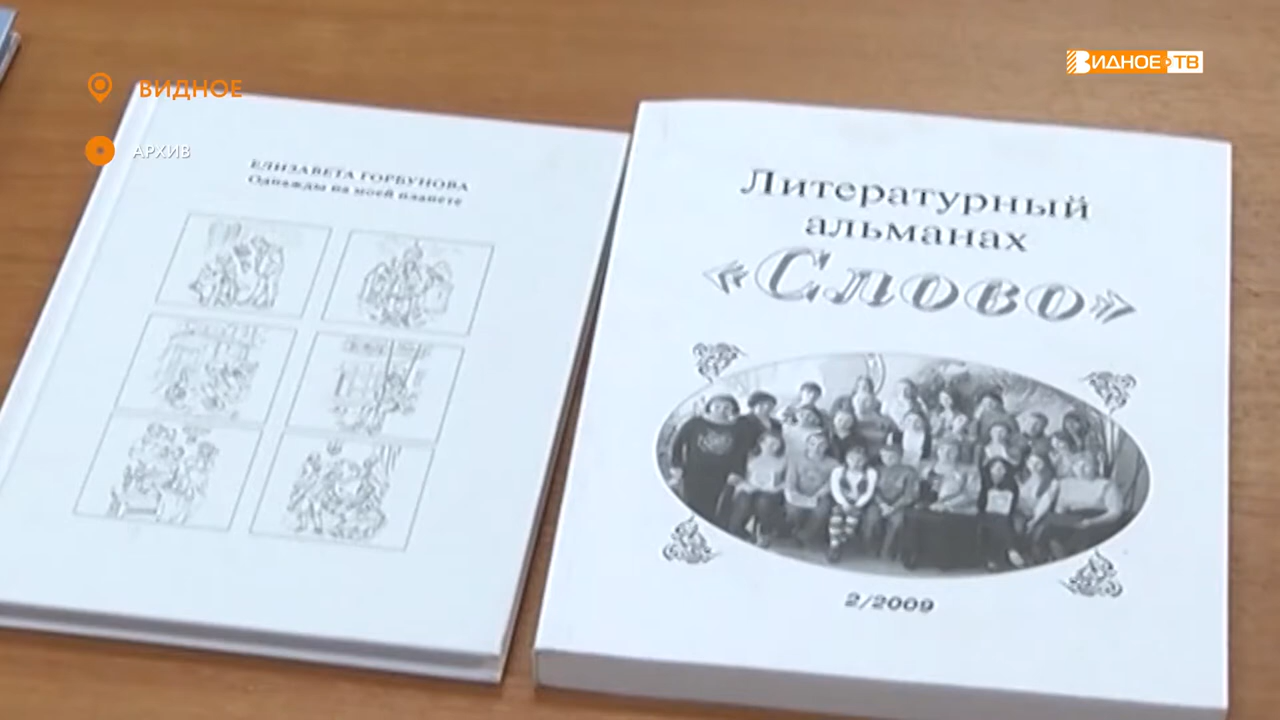 ВИДНОЕ ТВ
ВИДНОЕ
АРХИВ
ЕЛИЗАВЕТА ГОРБУНОВА
Однажды на моей планете
Литературный
альманах
«Слово»
2/2009